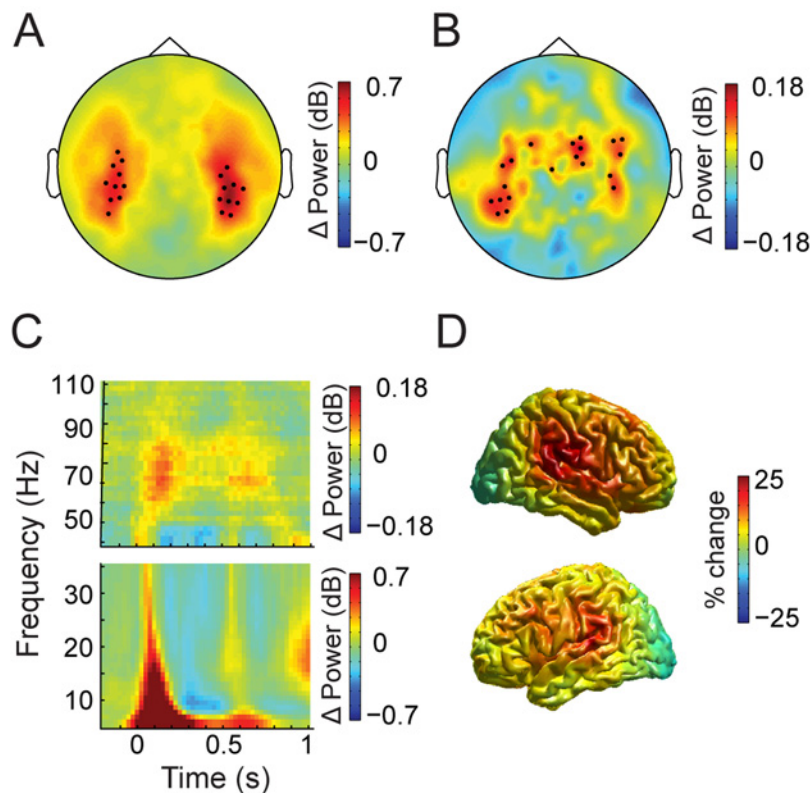 A
Δ Power (dB)
0.7
0
−0.7
B
Δ Power (dB)
0.18
0
−0.18
C
Frequency (Hz)
110
90
70
50
Δ Power (dB)
0.18
0
−0.18
30
20
10
Δ Power (dB)
0.7
0
−0.7
0
0.5
1
Time (s)
D
% change
25
0
−25